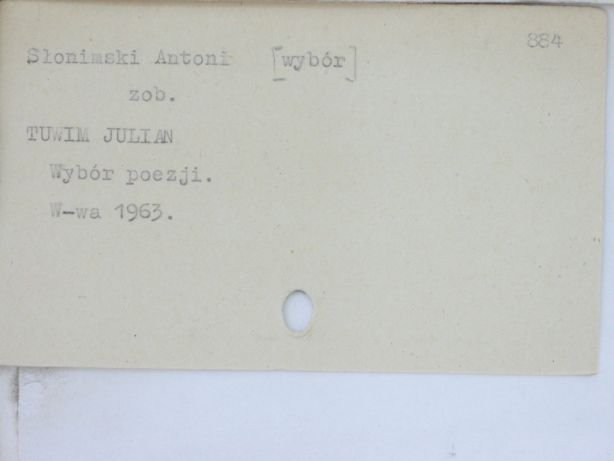 884
Słonimski Antoni [wybór]
zob.
TUWIM JULIAN
Wybór poezji.
W-wa 1963.